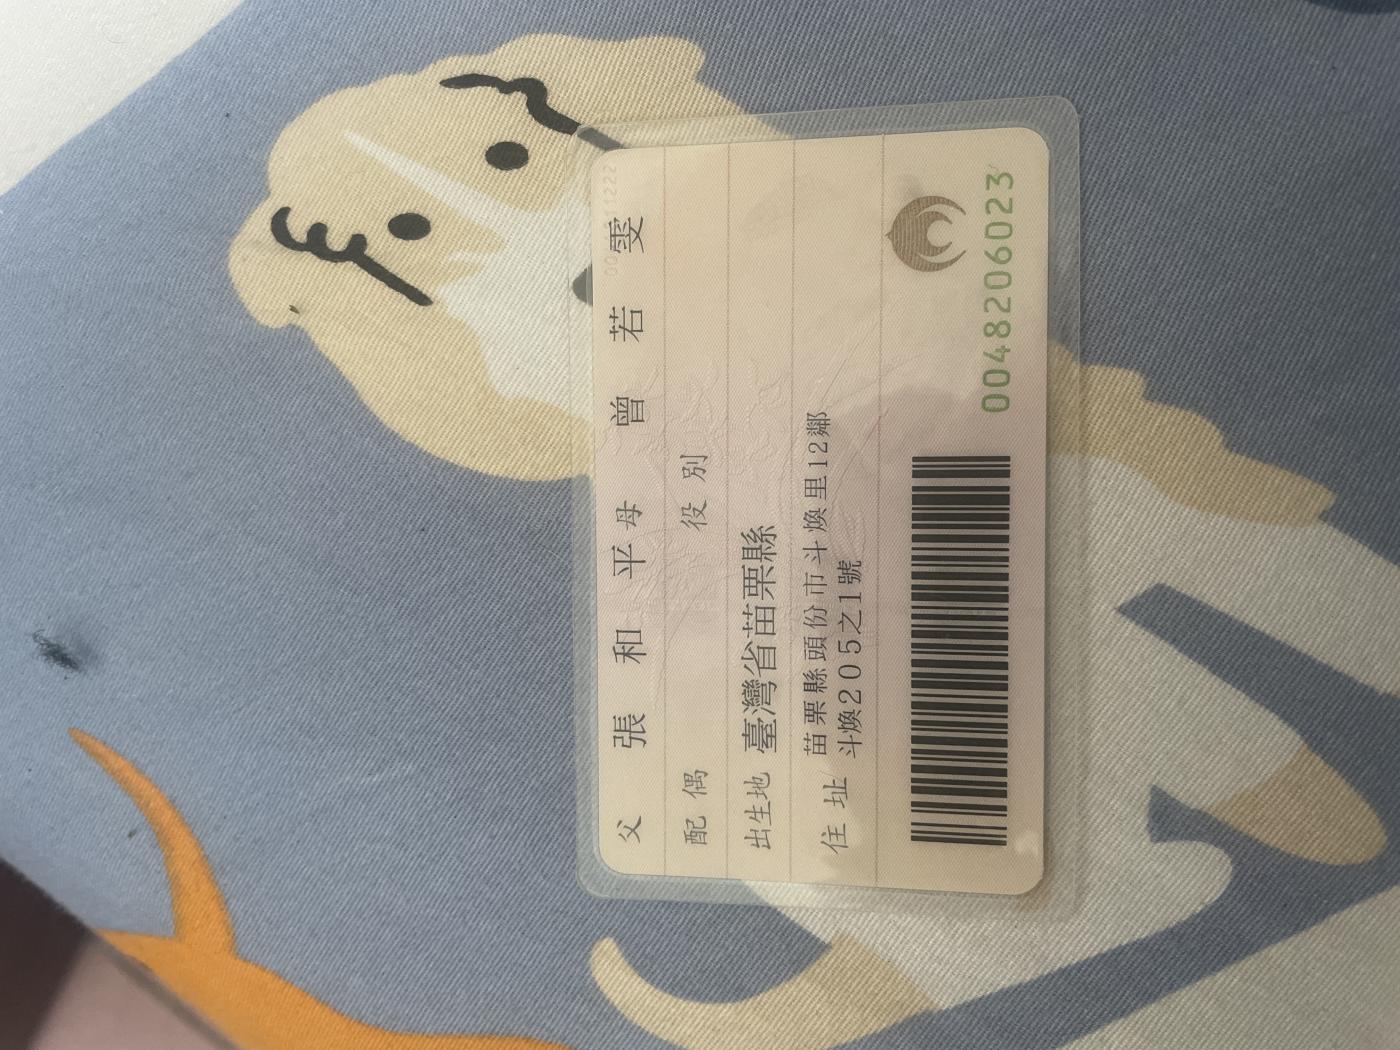 父 張和平 母 曾若雯
配偶 役別
出生地 臺灣省苗栗縣
住址 苗栗縣頭份市斗煥里12鄰
斗煥205之1號
0048206023